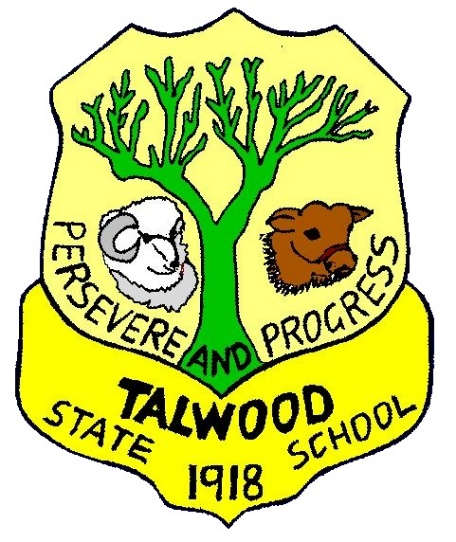 PERSEVERE AND PROGRESS
TALWOOD
STATE SCHOOL
1918